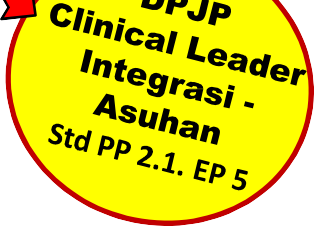 DPJP
Clinical Leader
Integrasi -
Asuhan
Std PP 2.1. EP 5